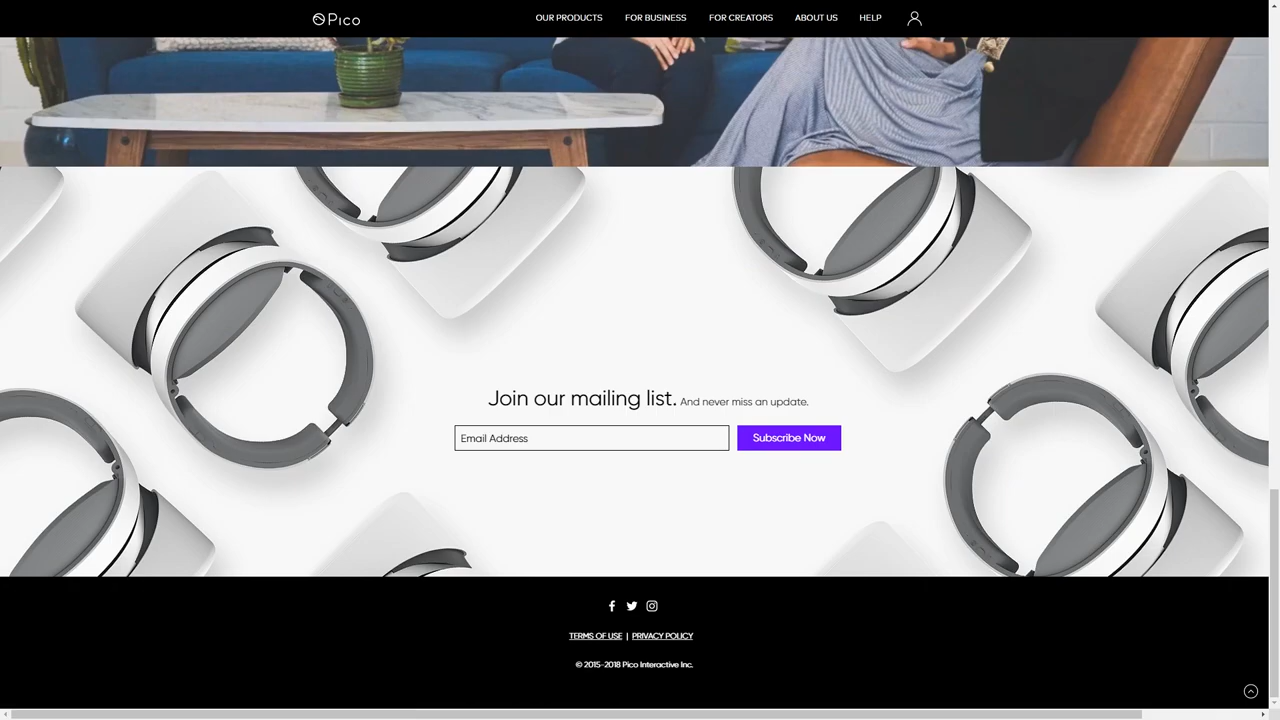 Pico OUR PRODUCTS FOR BUSINESS FOR CREATORS ABOUT US HELP
Join our mailing list. And never miss an update.
Email Address Subscribe Now
TERMS OF USE | PRIVACY POLICY
© 2015-2018 Pico Interactive Inc.